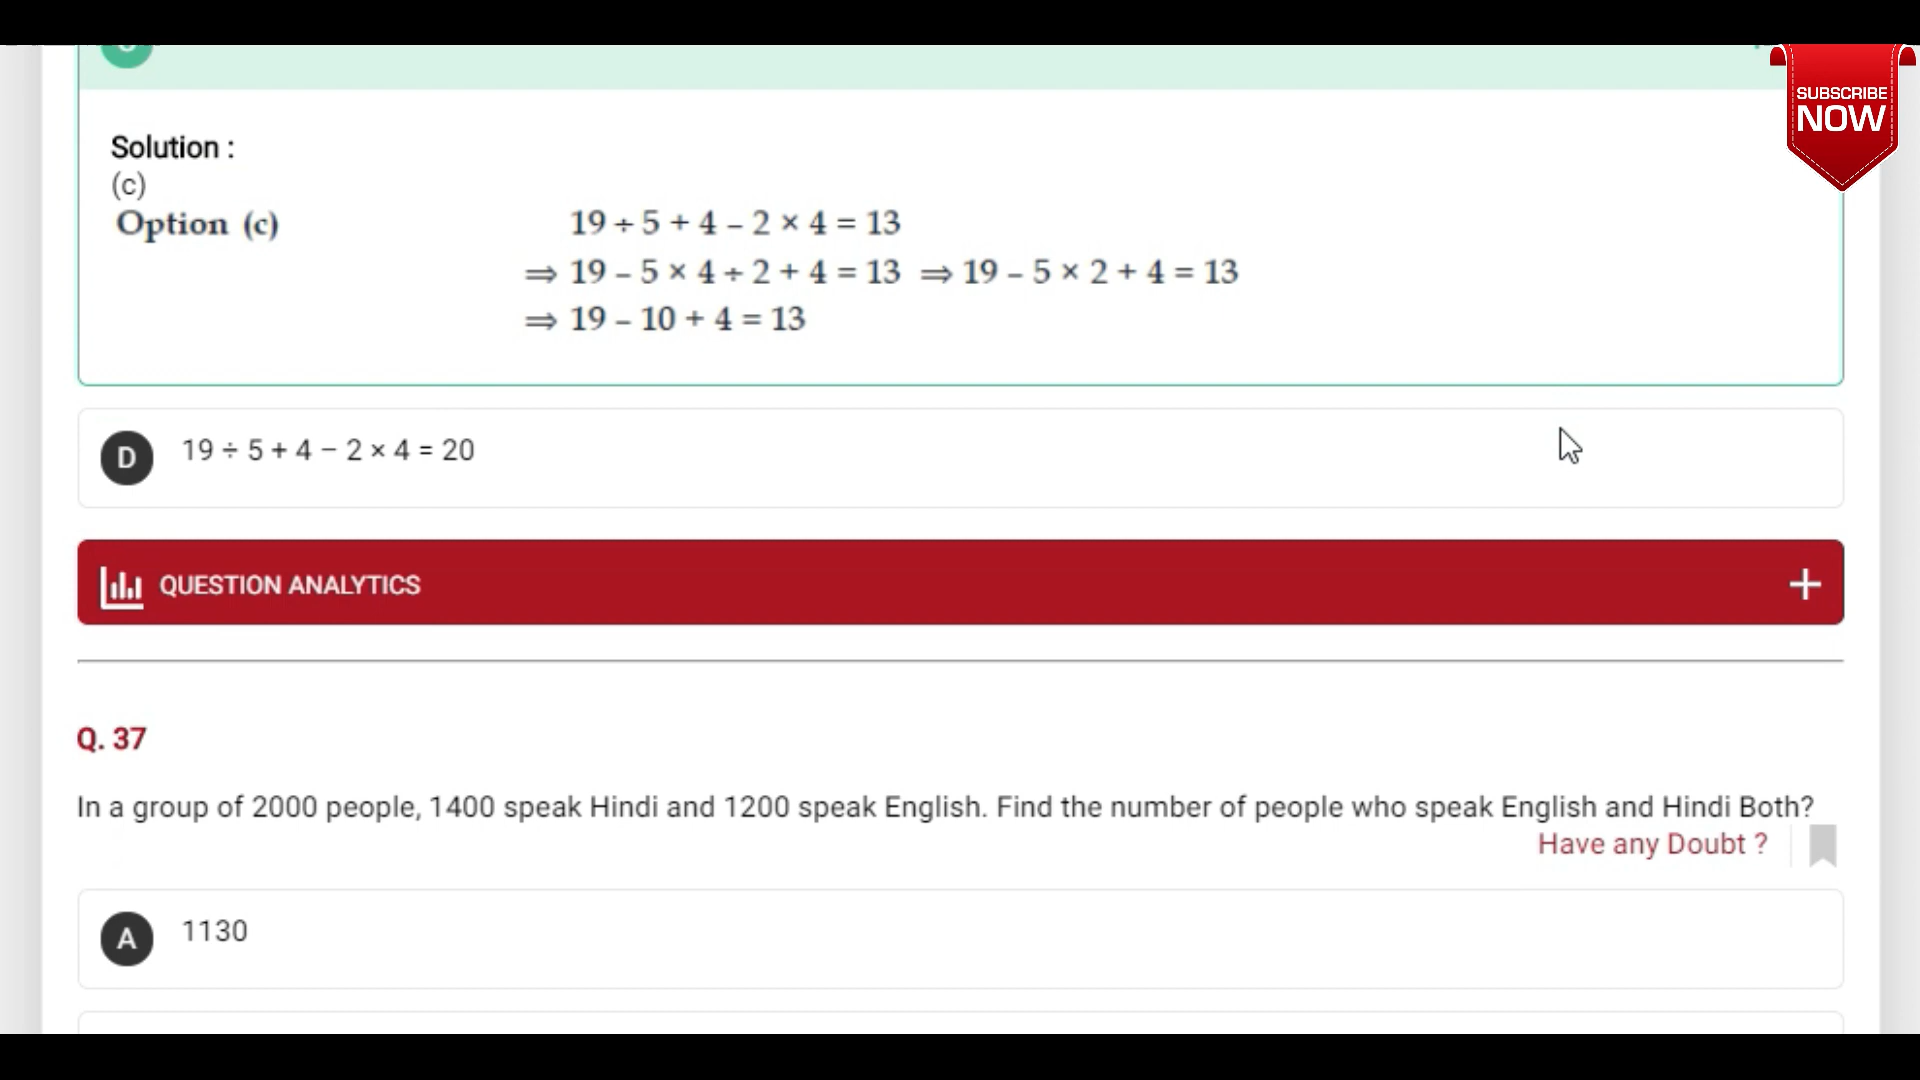 SUBSCRIBE
NOW
Solution :
(c)
Option (c) 19 ÷ 5 + 4 – 2 × 4 = 13
⇒ 19 – 5 × 4 ÷ 2 + 4 = 13 ⇒ 19 – 5 × 2 + 4 = 13
⇒ 19 – 10 + 4 = 13
D 19 ÷ 5 + 4 − 2 × 4 = 20
QUESTION ANALYTICS +
Q. 37
In a group of 2000 people, 1400 speak Hindi and 1200 speak English. Find the number of people who speak English and Hindi Both?
Have any Doubt ?
A 1130